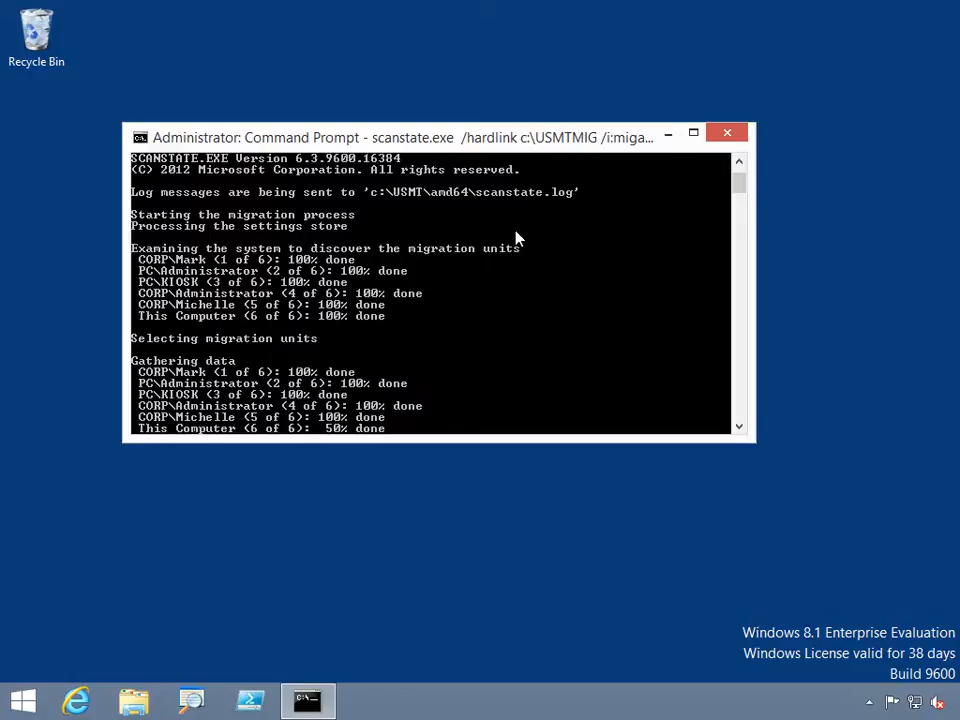 Recycle Bin
Administrator: Command Prompt - scanstate.exe  /hardlink c:\USMTMIG /i:miga...
SCANSTATE.EXE Version 6.3.9600.16384
(C) 2012 Microsoft Corporation. All rights reserved.
Log messages are being sent to 'c:\USMT\amd64\scanstate.log'
Starting the migration process
Processing the settings store
Examining the system to discover the migration units
CORP\Mark (1 of 6): 100% done
PC\Administrator (2 of 6): 100% done
PC\KIOSK (3 of 6): 100% done
CORP\Administrator (4 of 6): 100% done
CORP\Michelle (5 of 6): 100% done
This Computer (6 of 6): 100% done
Selecting migration units
Gathering data
CORP\Mark (1 of 6): 100% done
PC\Administrator (2 of 6): 100% done
PC\KIOSK (3 of 6): 100% done
CORP\Administrator (4 of 6): 100% done
CORP\Michelle (5 of 6): 100% done
This Computer (6 of 6):  50% done
Windows 8.1 Enterprise Evaluation
Windows License valid for 38 days
Build 9600